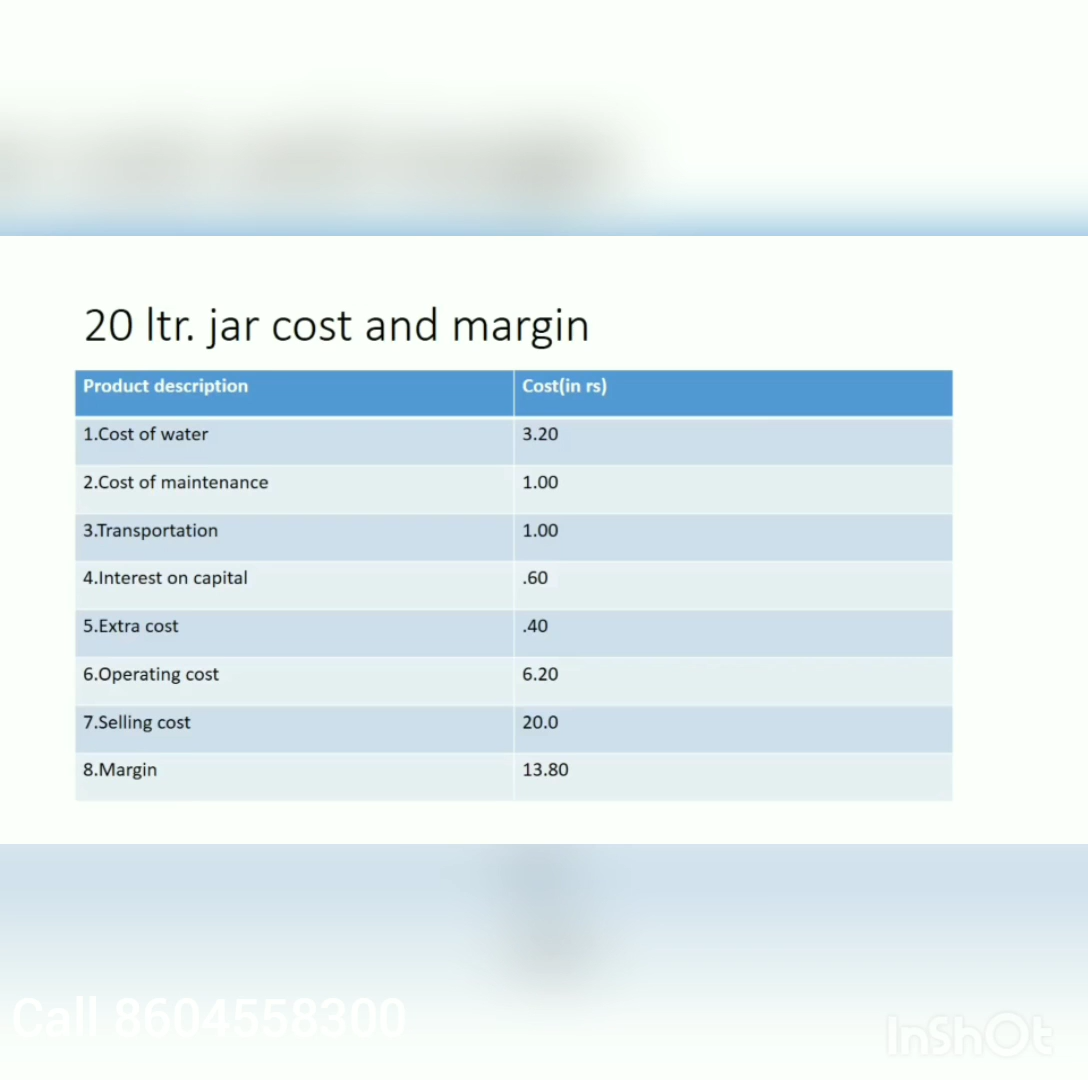 20 ltr. jar cost and margin
Product description Cost(in rs)
1.Cost of water 3.20
2.Cost of maintenance 1.00
3.Transportation 1.00
4.Interest on capital .60
5.Extra cost .40
6.Operating cost 6.20
7.Selling cost 20.0
8.Margin 13.80
Call 8604558300
InShOt